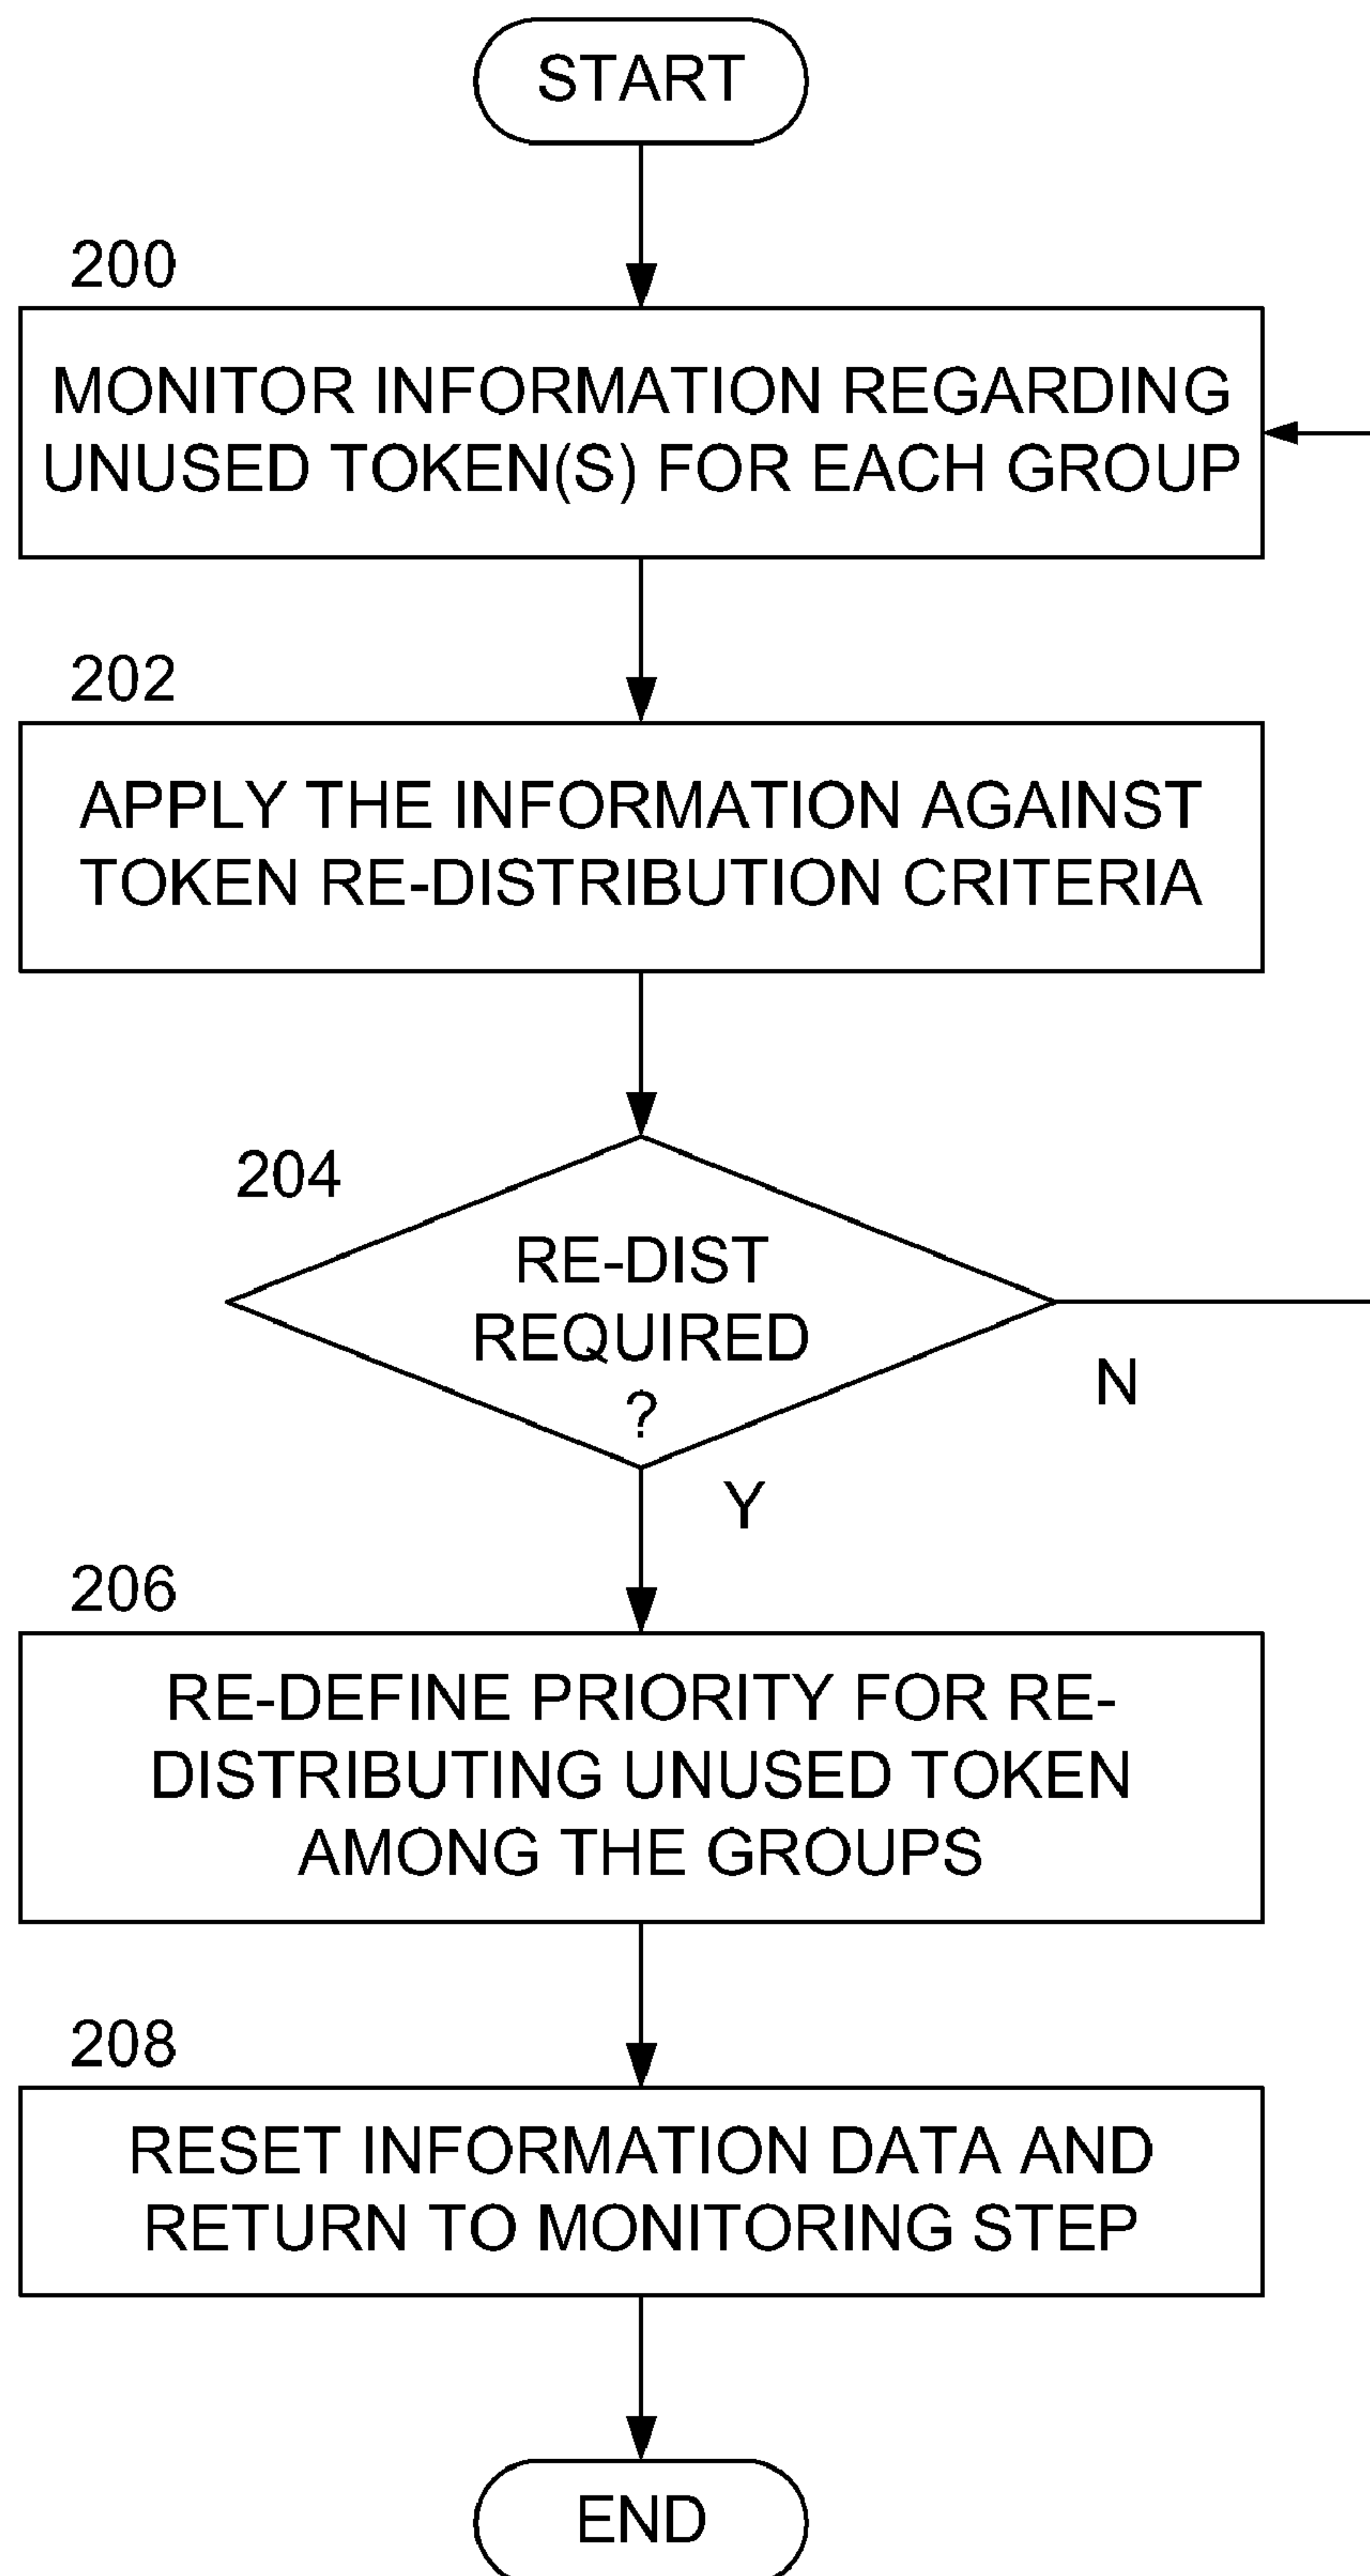 START
200
MONITOR INFORMATION REGARDING
UNUSED TOKEN(S) FOR EACH GROUP
202
APPLY THE INFORMATION AGAINST
TOKEN RE-DISTRIBUTION CRITERIA
204
RE-DIST
REQUIRED
?
N
Y
206
RE-DEFINE PRIORITY FOR RE-
DISTRIBUTING UNUSED TOKEN
AMONG THE GROUPS
208
RESET INFORMATION DATA AND
RETURN TO MONITORING STEP
END